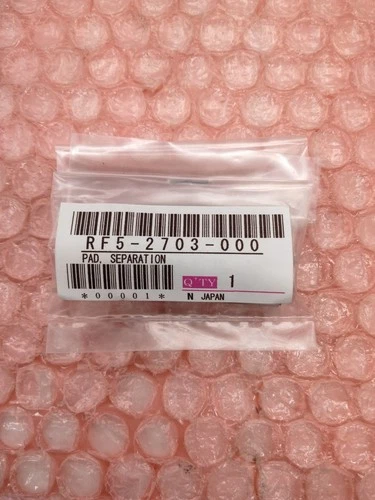 RF5-2703-000
PAD, SEPARATION
Q'TY 1
*00001* N JAPAN